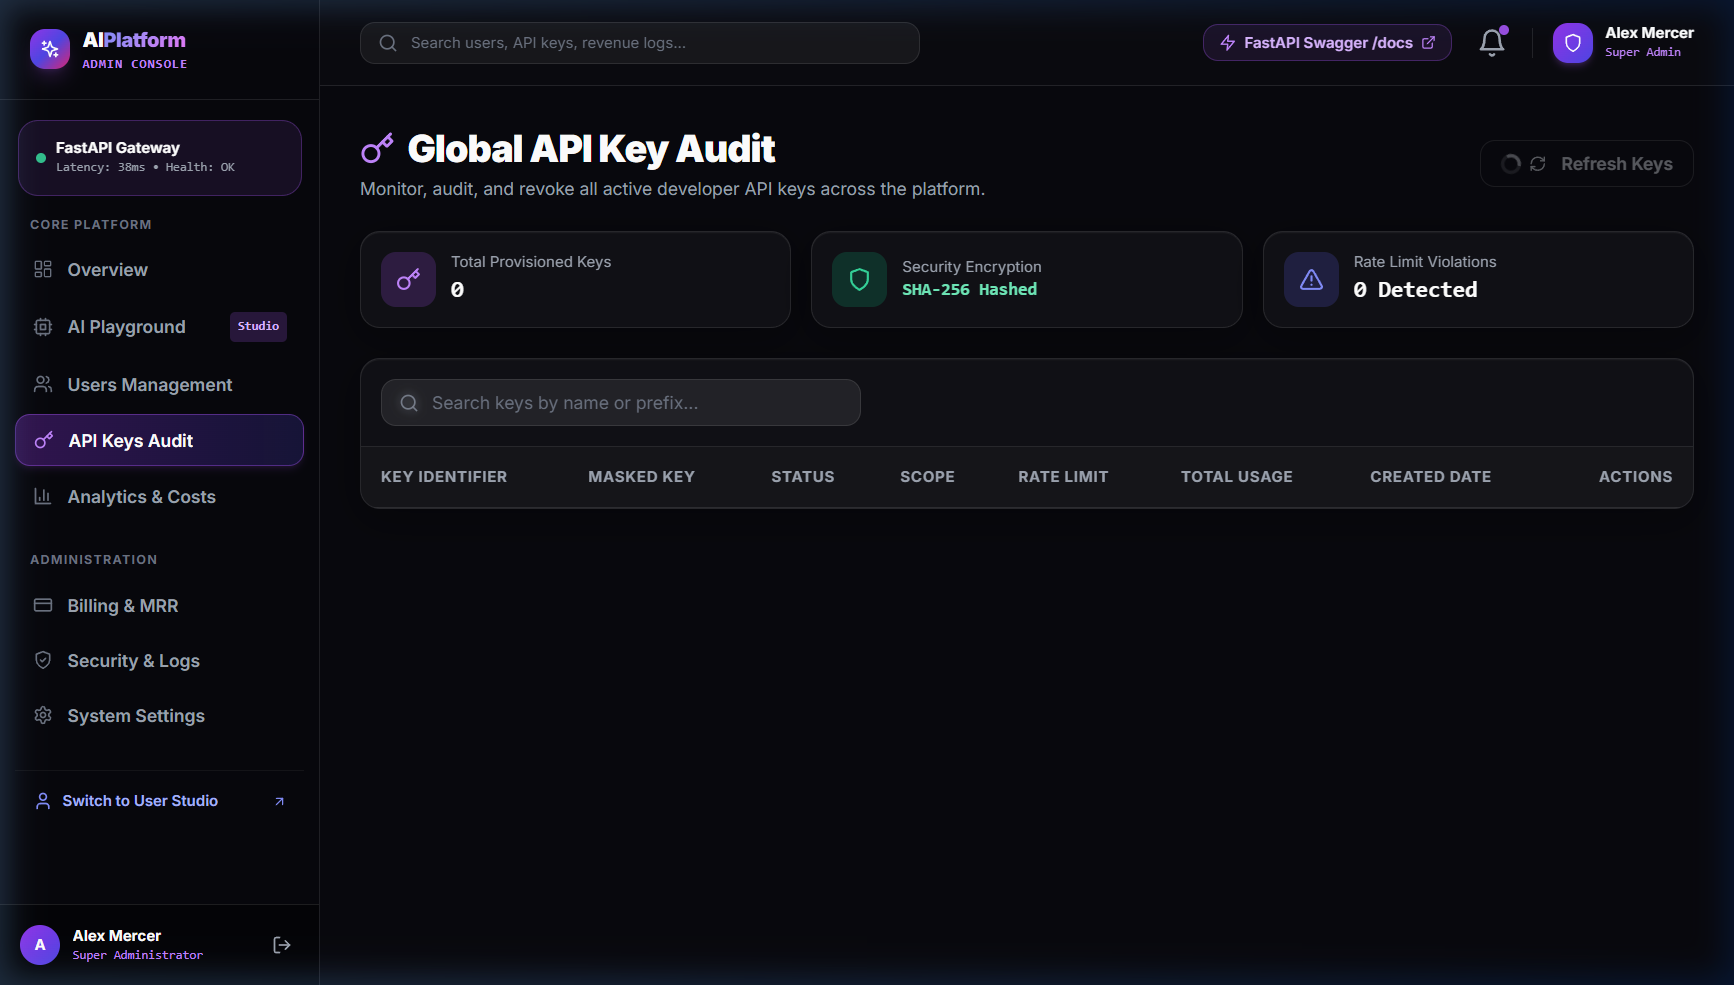 AIPlatform
ADMIN CONSOLE
Search users, API keys, revenue logs...
FastAPI Swagger /docs
Alex Mercer
Super Admin
FastAPI Gateway
Latency: 38ms • Health: OK
CORE PLATFORM
Overview
AI Playground
Studio
Users Management
API Keys Audit
Analytics & Costs
ADMINISTRATION
Billing & MRR
Security & Logs
System Settings
Switch to User Studio
A
Alex Mercer
Super Administrator
Global API Key Audit
Monitor, audit, and revoke all active developer API keys across the platform.
Refresh Keys
Total Provisioned Keys
0
Security Encryption
SHA-256 Hashed
Rate Limit Violations
0 Detected
Search keys by name or prefix...
KEY IDENTIFIER MASKED KEY STATUS SCOPE RATE LIMIT TOTAL USAGE CREATED DATE ACTIONS